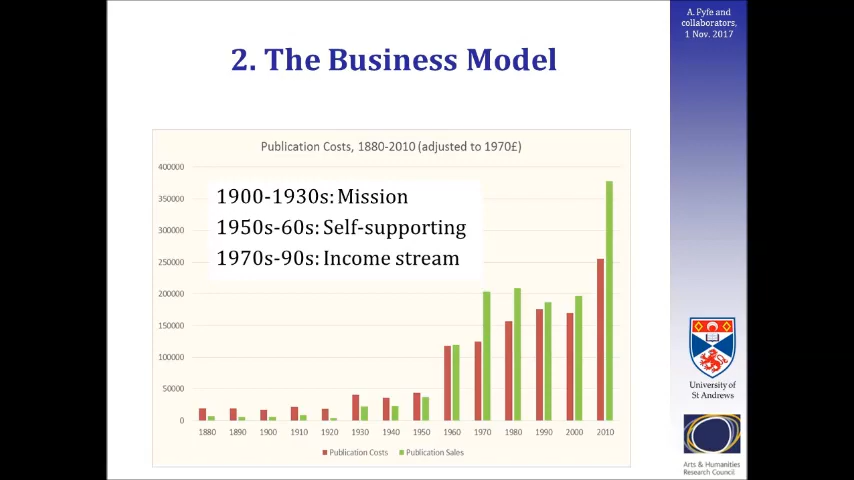 A. Fyfe and
collaborators,
1 Nov. 2017
2. The Business Model
Publication Costs, 1880-2010 (adjusted to 1970£)
400000
350000
300000
250000
200000
150000
100000
50000
0
1900-1930s: Mission
1950s-60s: Self-supporting
1970s-90s: Income stream
1880 1890 1900 1910 1920 1930 1940 1950 1960 1970 1980 1990 2000 2010
Publication Costs Publication Sales
University of
St Andrews
Arts & Humanities
Research Council